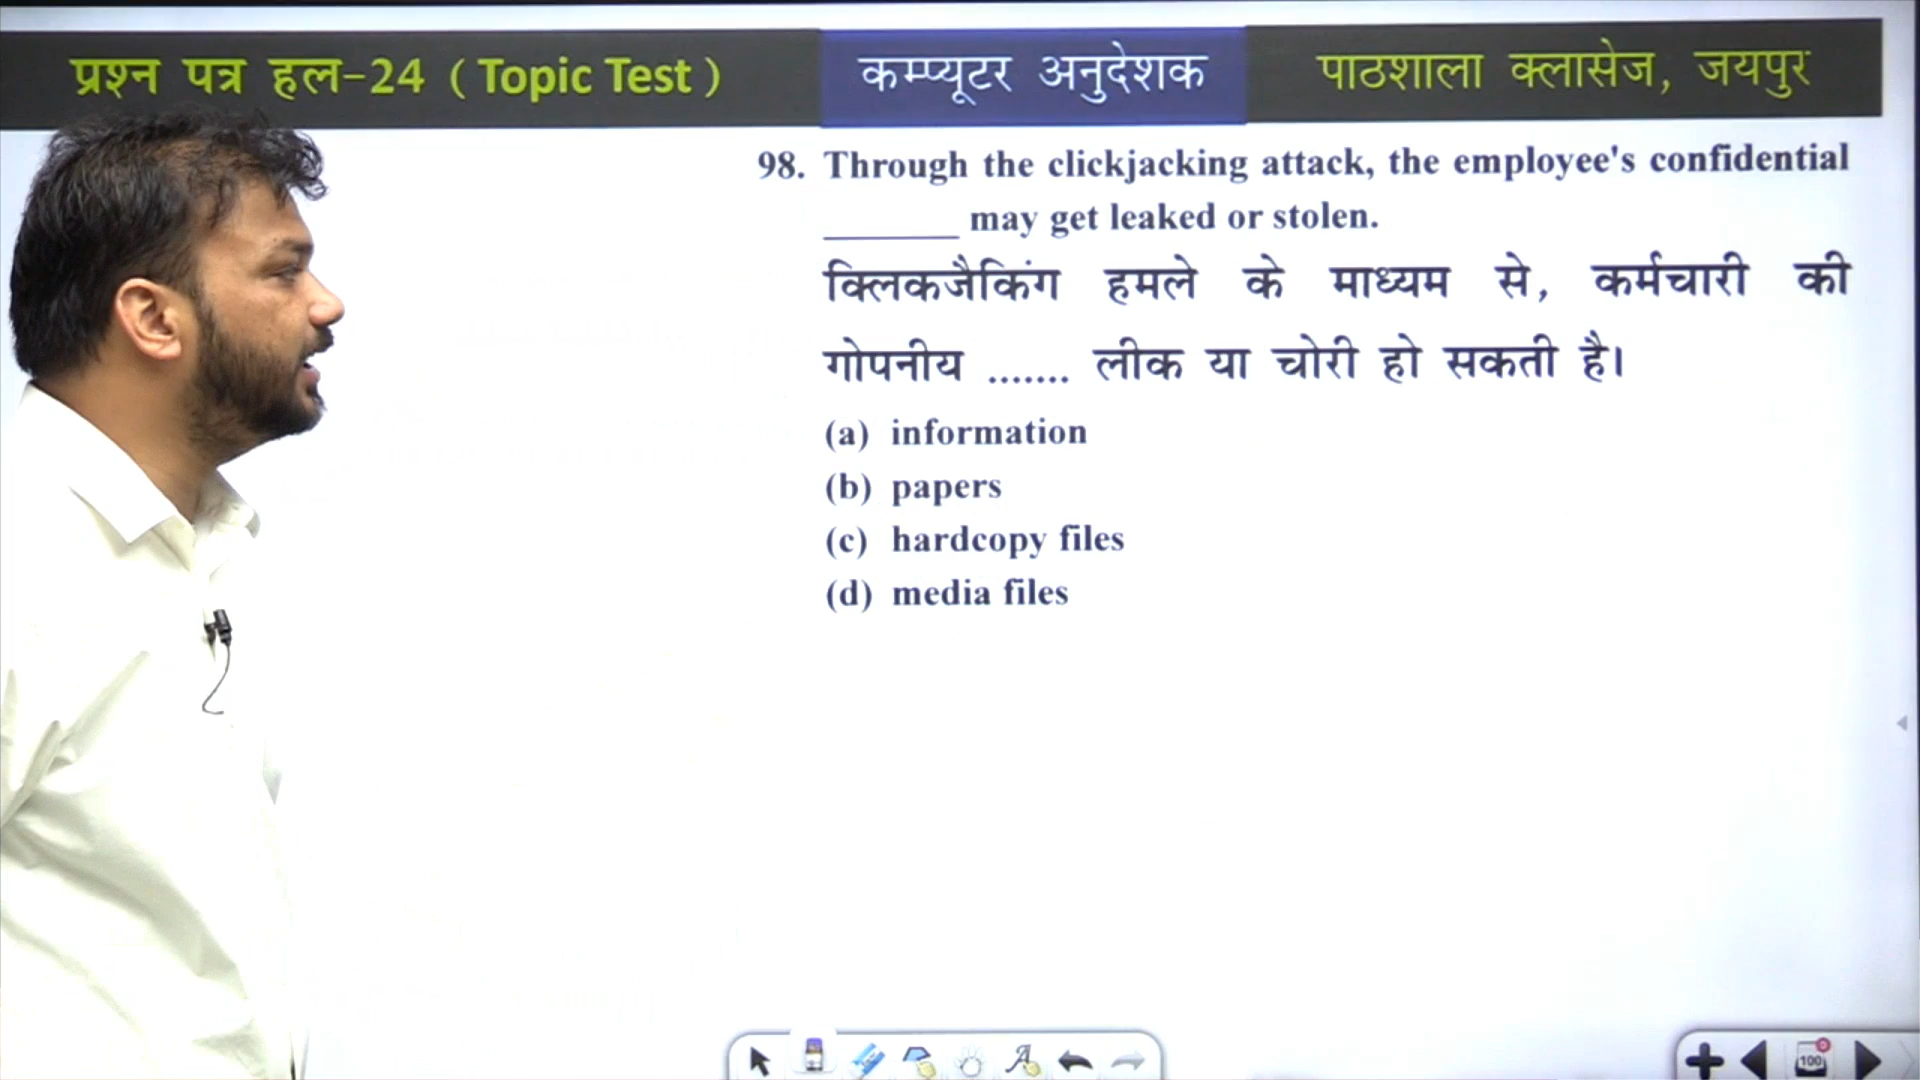 प्रश्न पत्र हल-24 ( Topic Test )
कम्प्यूटर अनुदेशक
पाठशाला क्लासेज, जयपुर
98. Through the clickjacking attack, the employee's confidential
________ may get leaked or stolen.
क्लिकजैकिंग हमले के माध्यम से, कर्मचारी की
गोपनीय ....... लीक या चोरी हो सकती है।
(a) information
(b) papers
(c) hardcopy files
(d) media files
100